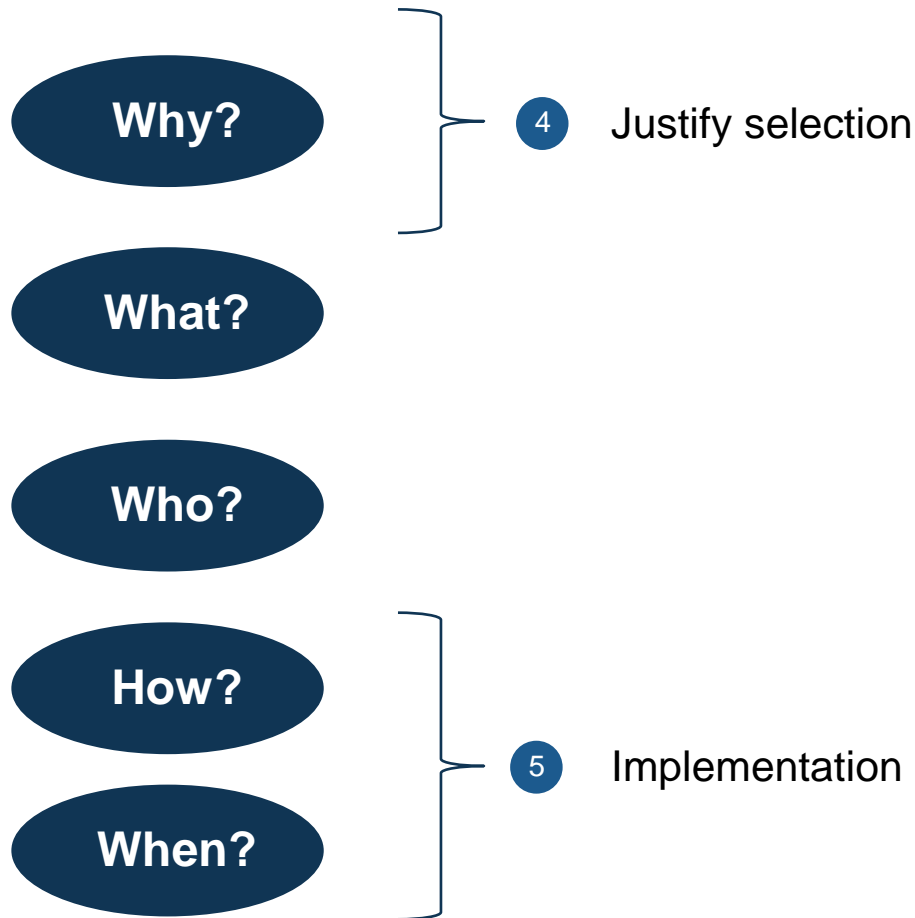 Why?
4 Justify selection
What?
Who?
How?
5 Implementation
When?